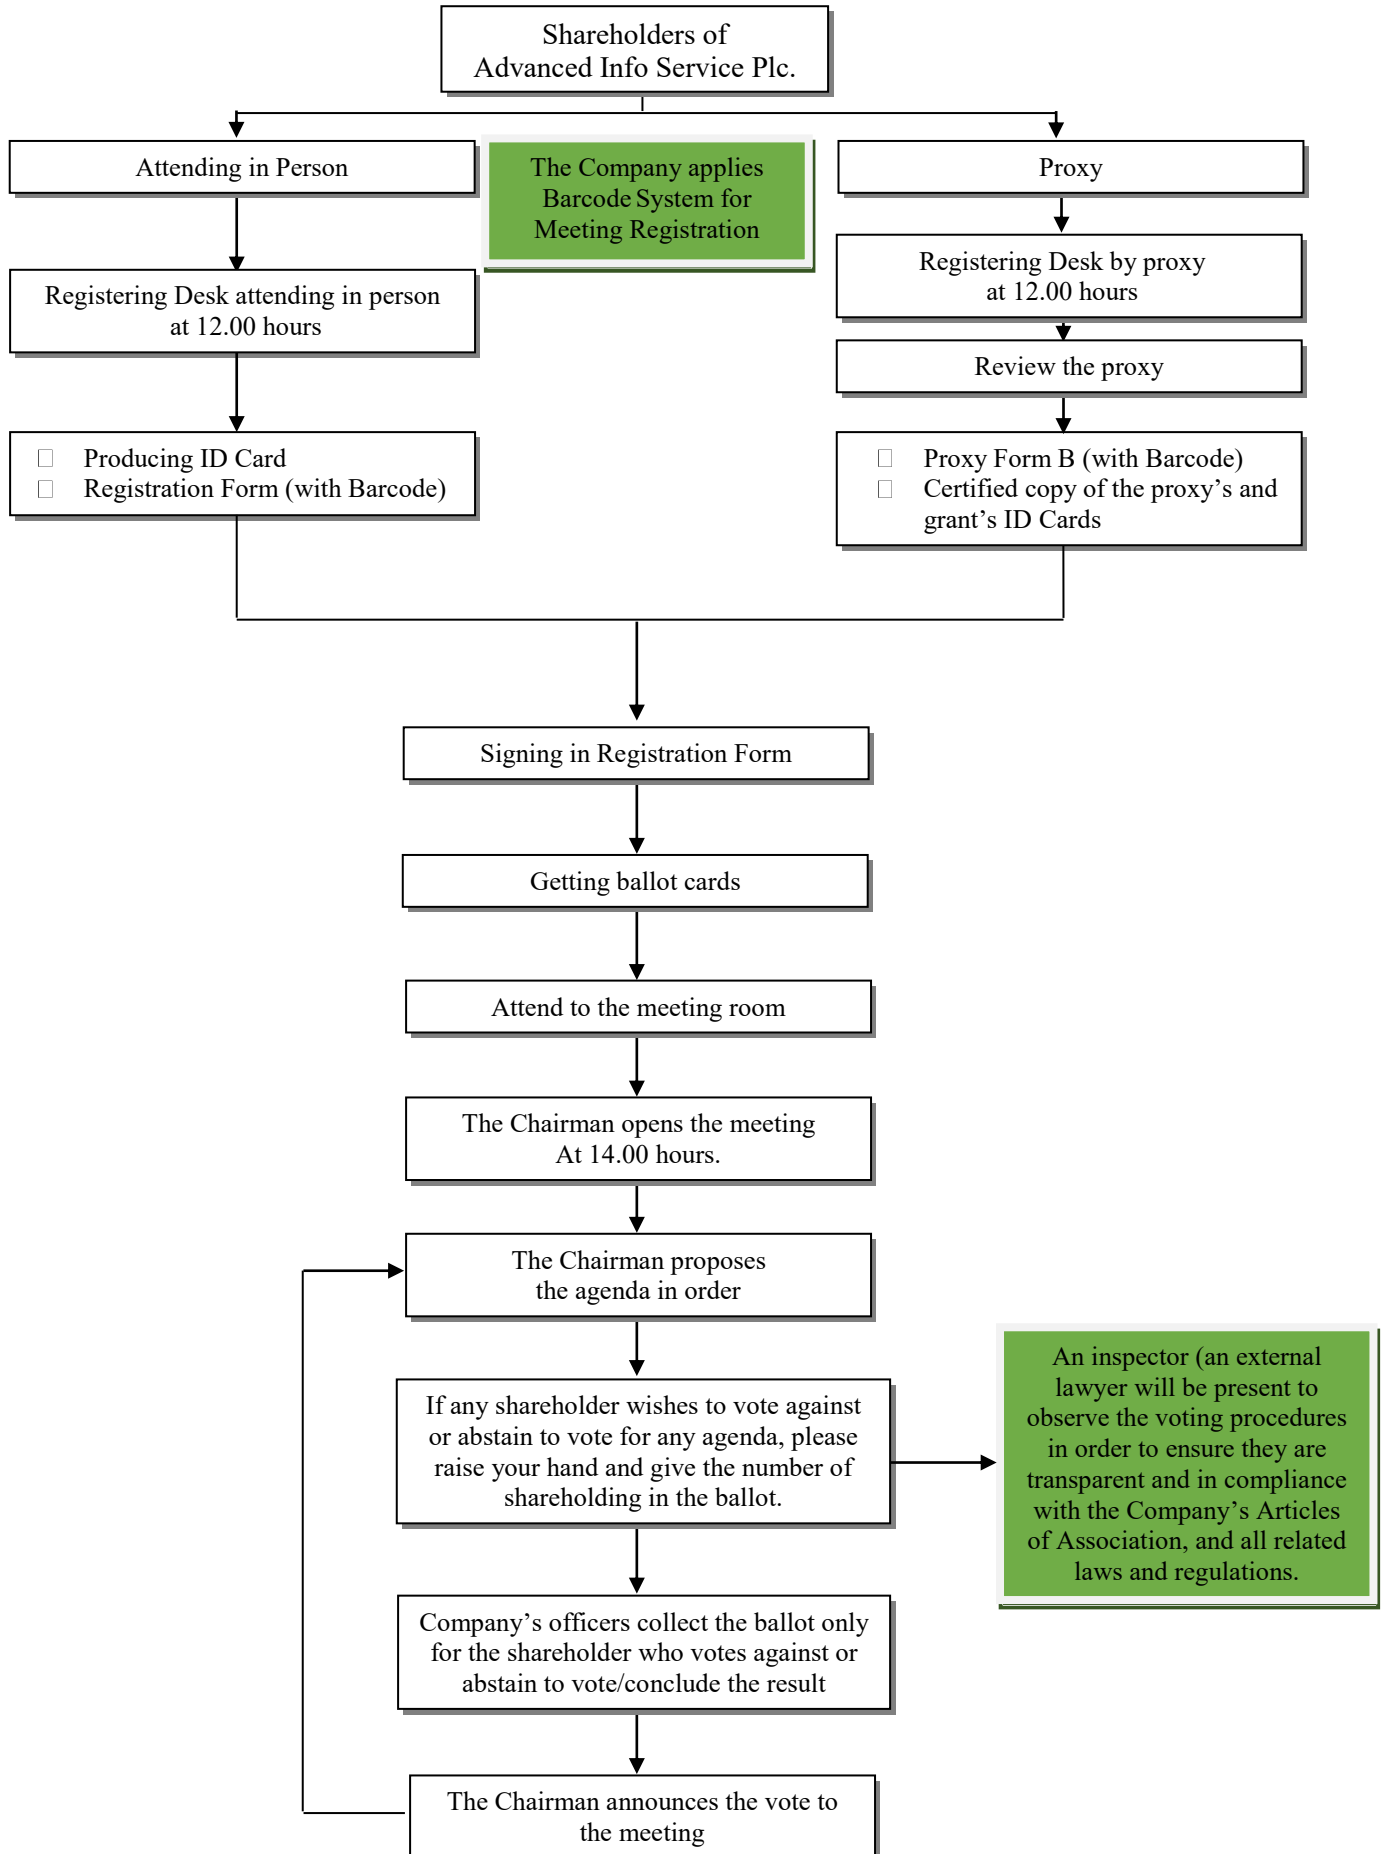 Shareholders of
Advanced Info Service Plc.
Attending in Person
The Company applies
Barcode System for
Meeting Registration
Proxy
Registering Desk attending in person
at 12.00 hours
Registering Desk by proxy
at 12.00 hours
Review the proxy
Producing ID Card
Registration Form (with Barcode)
Proxy Form B (with Barcode)
Certified copy of the proxy’s and
grant’s ID Cards
Signing in Registration Form
Getting ballot cards
Attend to the meeting room
The Chairman opens the meeting
At 14.00 hours.
The Chairman proposes
the agenda in order
If any shareholder wishes to vote against
or abstain to vote for any agenda, please
raise your hand and give the number of
shareholding in the ballot.
An inspector (an external
lawyer will be present to
observe the voting procedures
in order to ensure they are
transparent and in compliance
with the Company’s Articles
of Association, and all related
laws and regulations.
Company’s officers collect the ballot only
for the shareholder who votes against or
abstain to vote/conclude the result
The Chairman announces the vote to
the meeting